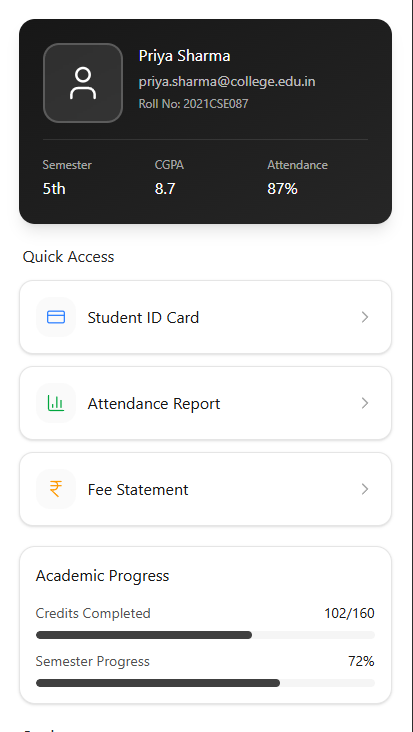 Priya Sharma
priya.sharma@college.edu.in
Roll No: 2021CSE087
Semester CGPA Attendance
5th 8.7 87%
Quick Access
Student ID Card
Attendance Report
₹ Fee Statement
Academic Progress
Credits Completed 102/160
Semester Progress 72%